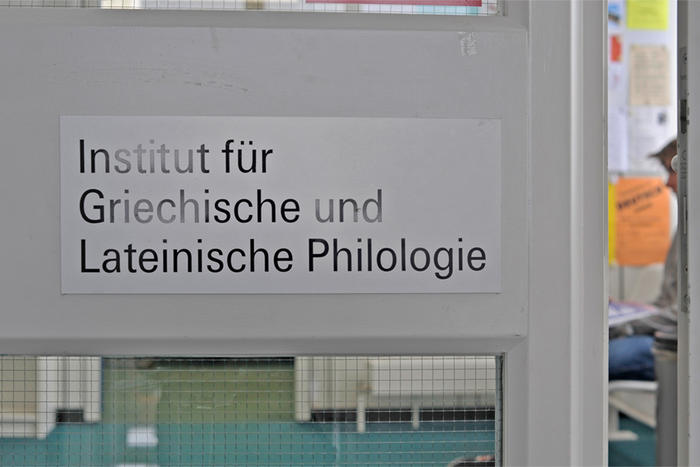 Institut für
Griechische und
Lateinische Philologie